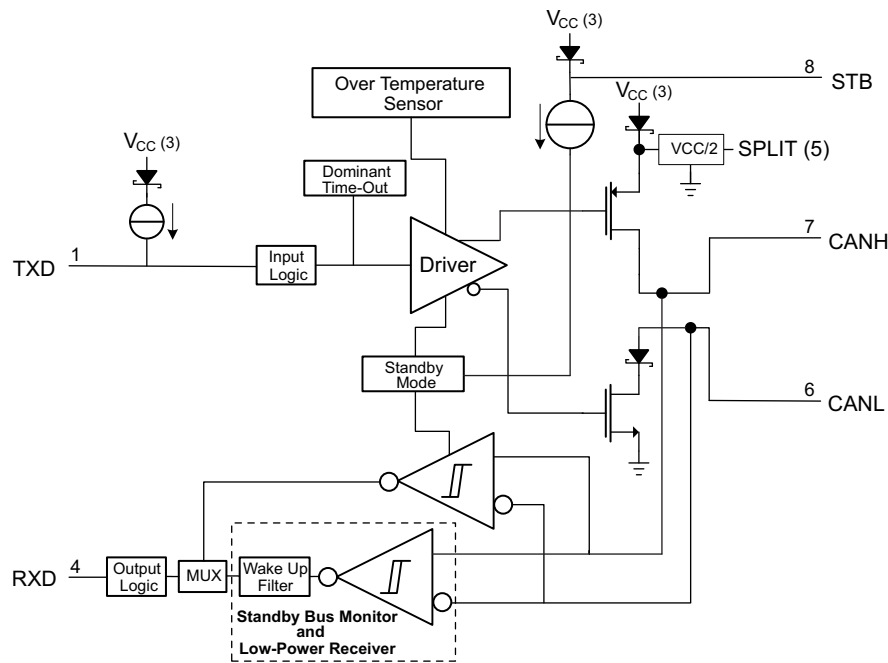 VCC (3)
8
STB
Over Temperature
Sensor
VCC (3)
VCC (3)
VCC/2
SPLIT (5)
Dominant
Time-Out
7
CANH
TXD
1
Input
Logic
Driver
Standby
Mode
6
CANL
RXD
4
Output
Logic
MUX
Wake Up
Filter
Standby Bus Monitor
and
Low-Power Receiver